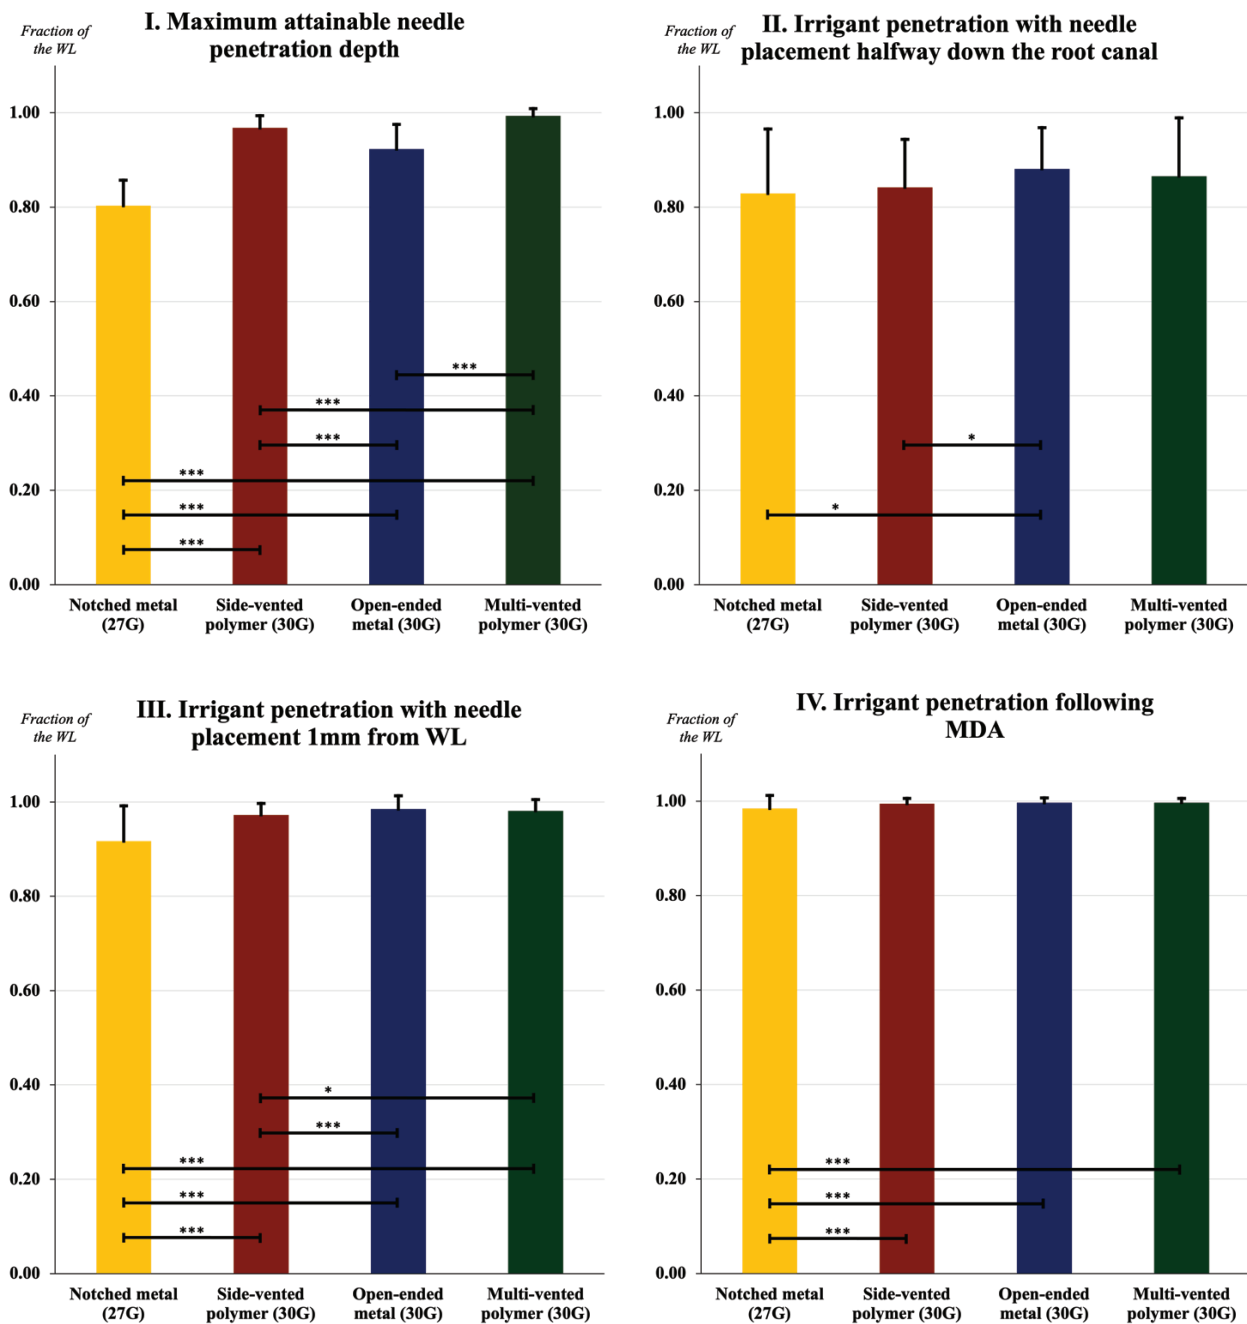 Fraction of
the WL
I. Maximum attainable needle
penetration depth
1.00
0.80
0.60
0.40
0.20
0.00
***
***
***
***
***
***
Notched metal
(27G)
Side-vented
polymer (30G)
Open-ended
metal (30G)
Multi-vented
polymer (30G)
Fraction of
the WL
II. Irrigant penetration with needle
placement halfway down the root canal
1.00
0.80
0.60
0.40
0.20
0.00
*
*
Notched metal
(27G)
Side-vented
polymer (30G)
Open-ended
metal (30G)
Multi-vented
polymer (30G)
Fraction of
the WL
III. Irrigant penetration with needle
placement 1mm from WL
1.00
0.80
0.60
0.40
0.20
0.00
*
***
***
***
***
Notched metal
(27G)
Side-vented
polymer (30G)
Open-ended
metal (30G)
Multi-vented
polymer (30G)
Fraction of
the WL
IV. Irrigant penetration following
MDA
1.00
0.80
0.60
0.40
0.20
0.00
***
***
***
Notched metal
(27G)
Side-vented
polymer (30G)
Open-ended
metal (30G)
Multi-vented
polymer (30G)